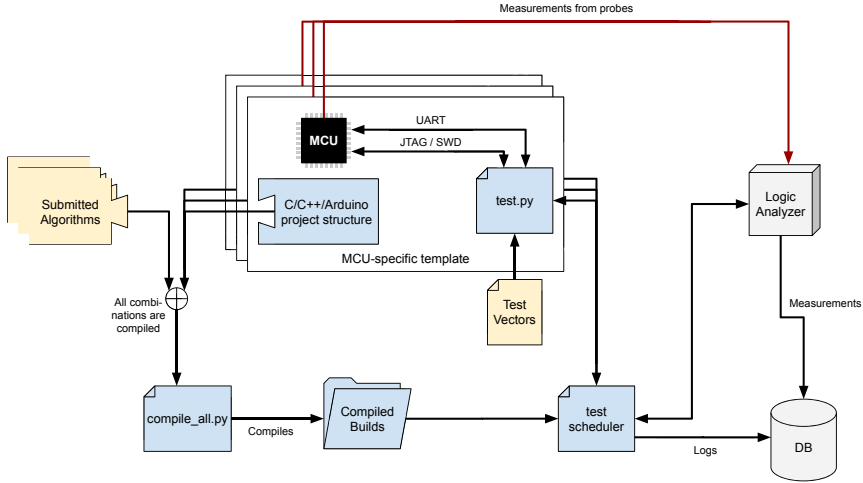 Measurements from probes
UART
MCU
JTAG / SWD
Submitted
Algorithms
C/C++/Arduino
project structure
test.py
Logic
Analyzer
MCU-specific template
All combi-
nations are
compiled
Test
Vectors
Measurements
compile_all.py
Compiles
Compiled
Builds
test
scheduler
Logs
DB